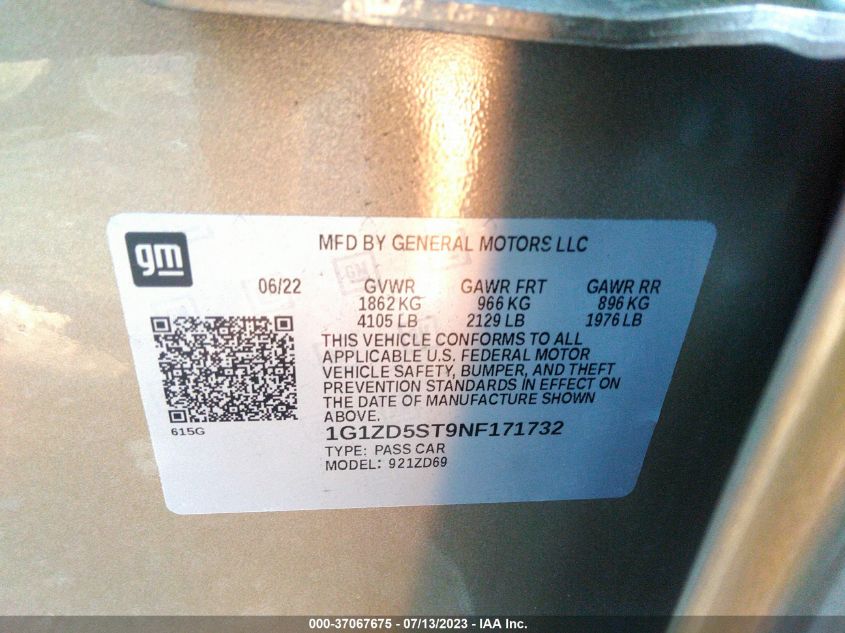 gm
MFD BY GENERAL MOTORS LLC
06/22 GVWR GAWR FRT GAWR RR
1862 KG 966 KG 896 KG
4105 LB 2129 LB 1976 LB
THIS VEHICLE CONFORMS TO ALL
APPLICABLE U.S. FEDERAL MOTOR
VEHICLE SAFETY, BUMPER, AND THEFT
PREVENTION STANDARDS IN EFFECT ON
THE DATE OF MANUFACTURE SHOWN
ABOVE.
615G
1G1ZD5ST9NF171732
TYPE: PASS CAR
MODEL: 921ZD69
000-37067675 - 07/13/2023 - IAA Inc.